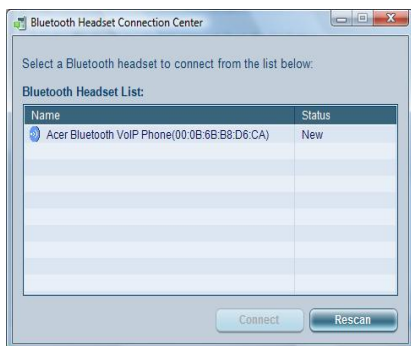 Bluetooth Headset Connection Center
Select a Bluetooth headset to connect from the list below:
Bluetooth Headset List:
Name Status
Acer Bluetooth VoIP Phone(00:0B:6B:B8:D6:CA) New
Connect Rescan